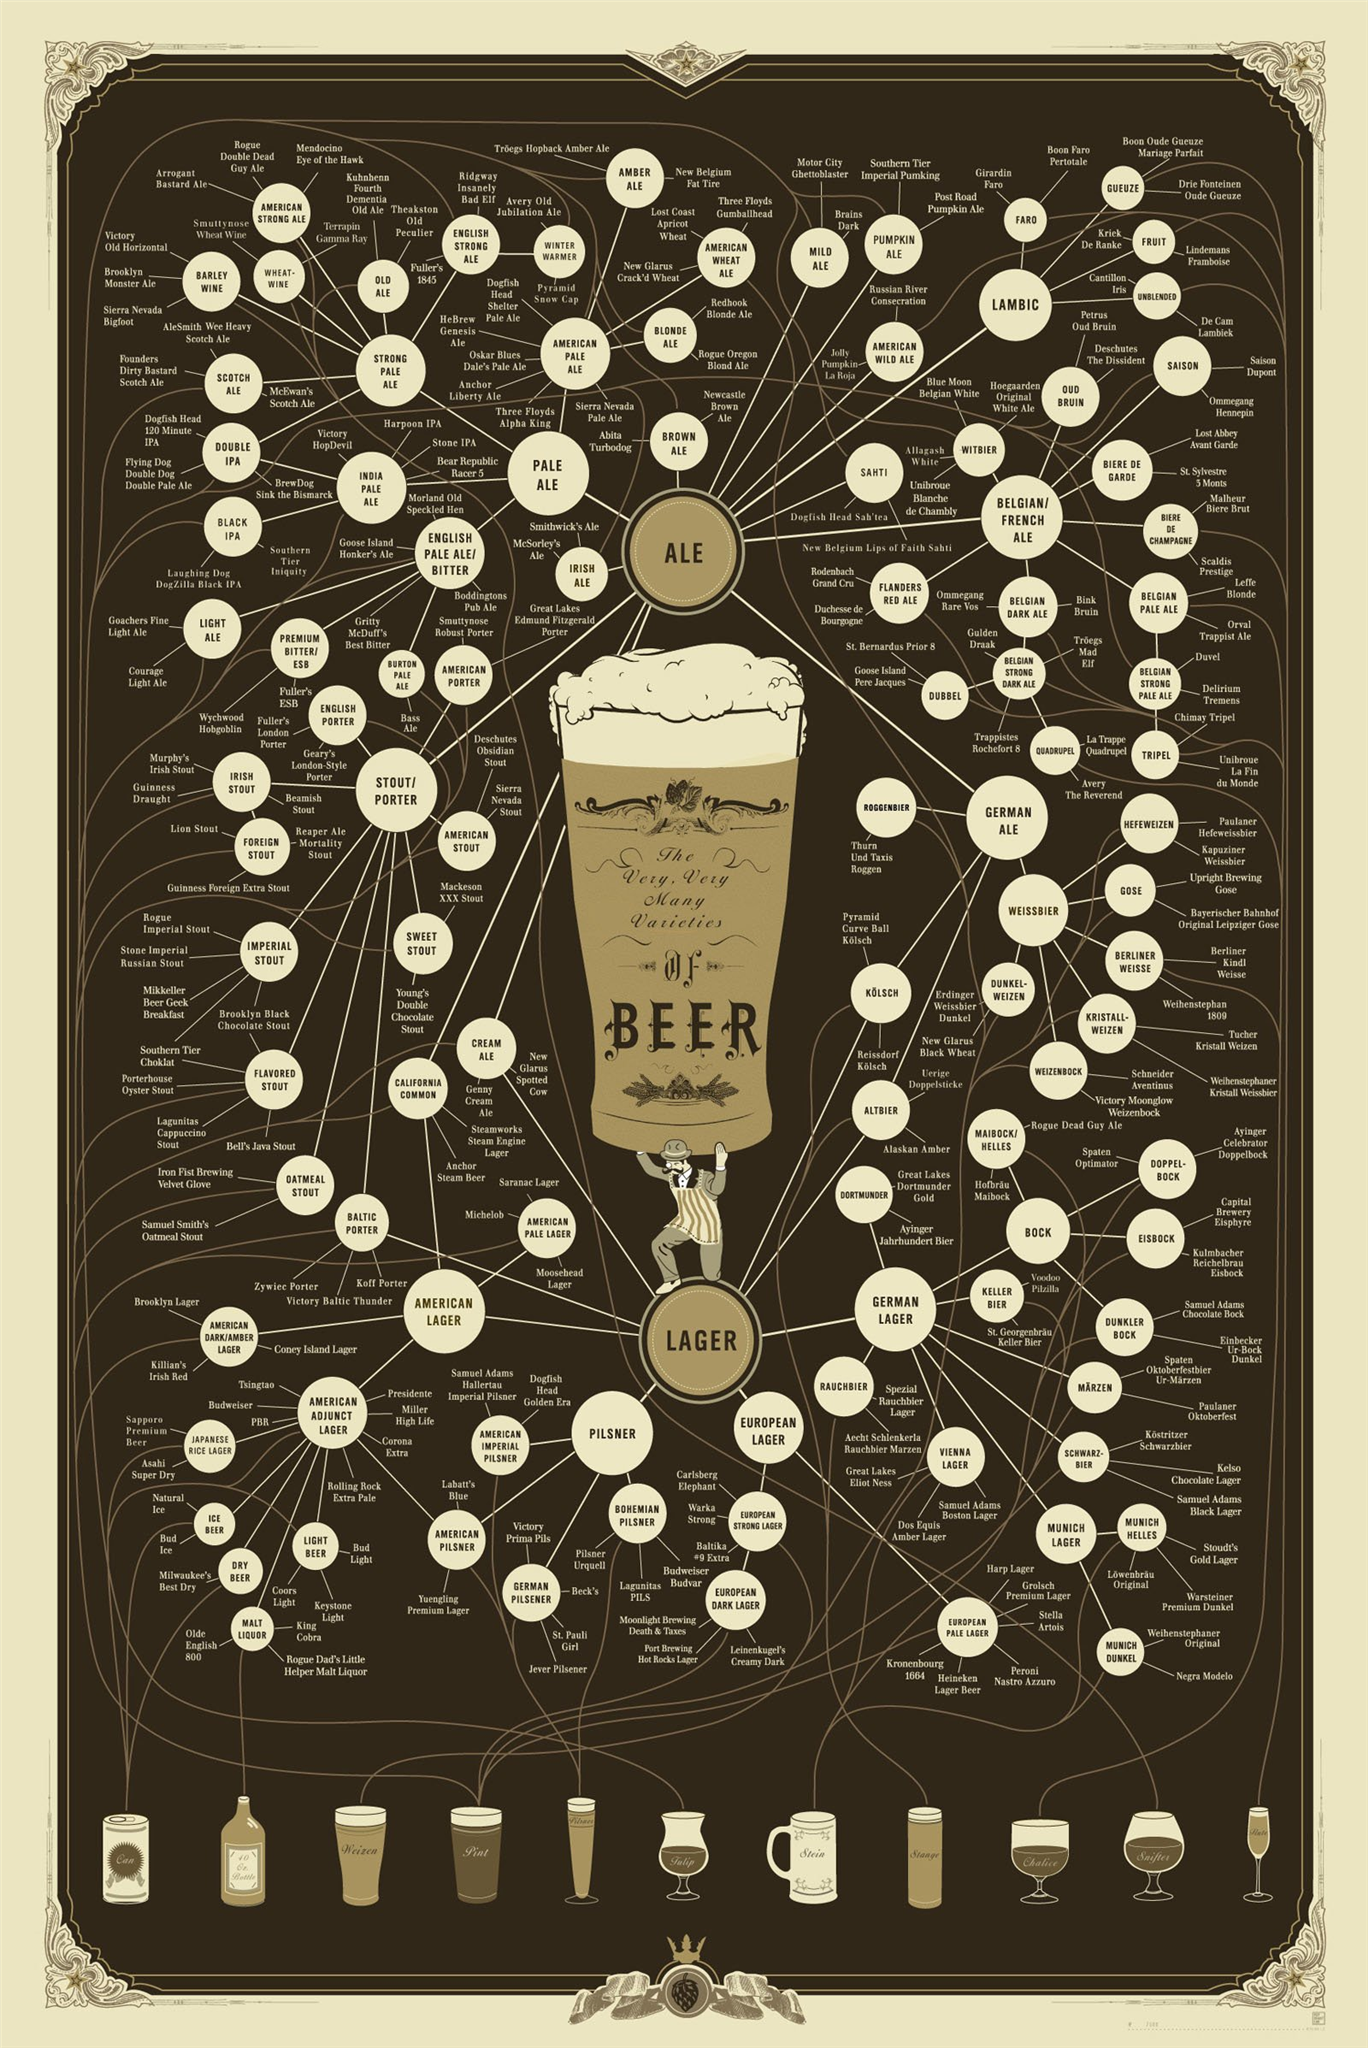 Tröegs Hopback Amber Ale
AMBER
ALE
New Belgium
Fat Tire
Rogue
Double Dead
Guy Ale
Mendocino
Eye of the Hawk
Arrogant
Bastard Ale
AMERICAN
STRONG ALE
Kuhnhenn
Fourth
Dementia
Old Ale
Smuttynose
Wheat Wine
Terrapin
Gamma Ray
Theakston
Old
Peculier
Ridgway
Insanely
Bad Elf
Avery Old
Jubilation Ale
ENGLISH
STRONG
ALE
WINTER
WARMER
Fuller's
1845
Pyramid
Snow Cap
Victory
Old Horizontal
Brooklyn
Monster Ale
Sierra Nevada
Bigfoot
BARLEY
WINE
WHEAT-
WINE
OLD
ALE
Lost Coast
Apricot
Wheat
Three Floyds
Gumballhead
AMERICAN
WHEAT
ALE
New Glarus
Crack'd Wheat
Motor City
Ghettoblaster
Brains
Dark
MILD
ALE
Southern Tier
Imperial Pumking
Post Road
Pumpkin Ale
PUMPKIN
ALE
Girardin
Faro
Boon Faro
Pertotale
FARO
Boon Oude Gueuze
Mariage Parfait
GUEUZE
Drie Fonteinen
Oude Gueuze
Kriek
De Ranke
FRUIT
Lindemans
Framboise
LAMBIC
Cantillon
Iris
UNBLENDED
De Cam
Lambiek
Dogfish
Head
Shelter
Pale Ale
HeBrew
Genesis
Ale
Oskar Blues
Dale's Pale Ale
Anchor
Liberty Ale
AMERICAN
PALE
ALE
Three Floyds
Alpha King
Sierra Nevada
Pale Ale
BLONDE
ALE
Redhook
Blonde Ale
Rogue Oregon
Blond Ale
Russian River
Consecration
AMERICAN
WILD ALE
Jolly
Pumpkin
La Roja
AleSmith Wee Heavy
Scotch Ale
Founders
Dirty Bastard
Scotch Ale
SCOTCH
ALE
McEwan's
Scotch Ale
STRONG
PALE
ALE
Petrus
Oud Bruin
Deschutes
The Dissident
OUD
BRUIN
SAISON
Saison
Dupont
Ommegang
Hennepin
Blue Moon
Belgian White
Hoegaarden
Original
White Ale
Allagash
White
WITBIER
Unibroue
Blanche
de Chambly
Dogfish Head
120 Minute
IPA
Flying Dog
Double Dog
Double Pale Ale
DOUBLE
IPA
BrewDog
Sink the Bismarck
Victory
HopDevil
Harpoon IPA
Stone IPA
Bear Republic
Racer 5
INDIA
PALE
ALE
PALE
ALE
Newcastle
Brown
Ale
Abita
Turbodog
BROWN
ALE
SAHTI
Dogfish Head Sah'tea
New Belgium Lips of Faith Sahti
Lost Abbey
Avant Garde
BIERE DE
GARDE
St. Sylvestre
3 Monts
BELGIAN/
FRENCH
ALE
Malheur
Biere Brut
BIERE
DE
CHAMPAGNE
Scaldis
Prestige
BLACK
IPA
Southern
Tier
Iniquity
Laughing Dog
DogZilla Black IPA
Morland Old
Speckled Hen
Goose Island
Honker's Ale
ENGLISH
PALE ALE/
BITTER
Boddingtons
Pub Ale
Smithwick's Ale
McSorley's
Ale
IRISH
ALE
ALE
Rodenbach
Grand Cru
Duchesse de
Bourgogne
FLANDERS
RED ALE
Ommegang
Rare Vos
BELGIAN
DARK ALE
Bink
Bruin
BELGIAN
PALE ALE
Leffe
Blonde
Orval
Trappist Ale
Goachers Fine
Light Ale
LIGHT
ALE
Courage
Light Ale
PREMIUM
BITTER/
ESB
Fuller's
ESB
Wychwood
Hobgoblin
Gritty
McDuff's
Best Bitter
BURTON
PALE
ALE
Bass
Ale
Smuttynose
Robust Porter
Great Lakes
Edmund Fitzgerald
Porter
AMERICAN
PORTER
St. Bernardus Prior 8
Goose Island
Pere Jacques
DUBBEL
Gulden
Draak
BELGIAN
STRONG
DARK ALE
Tröegs
Mad
Elf
Trappistes
Rochefort 8
QUADRUPEL
La Trappe
Quadrupel
Avery
The Reverend
Duvel
BELGIAN
STRONG
PALE ALE
Delirium
Tremens
Chimay Tripel
TRIPEL
Unibroue
La Fin
du Monde
ENGLISH
PORTER
Fuller's
London
Porter
Geary's
London-Style
Porter
Murphy's
Irish Stout
Guinness
Draught
IRISH
STOUT
Beamish
Stout
STOUT/
PORTER
Deschutes
Obsidian
Stout
Sierra
Nevada
Stout
AMERICAN
STOUT
Lion Stout
FOREIGN
STOUT
Reaper Ale
Mortality
Stout
Guinness Foreign Extra Stout
Mackeson
XXX Stout
SWEET
STOUT
Young's
Double
Chocolate
Stout
The
Very, Very
Many
Varieties
OF
BEER
ROGGENBIER
Thurn
Und Taxis
Roggen
GERMAN
ALE
HEFEWEIZEN
Paulaner
Hefeweissbier
Kapuziner
Weissbier
WEISSBIER
GOSE
Upright Brewing
Gose
Bayerischer Bahnhof
Original Leipziger Gose
BERLINER
WEISSE
Berliner
Kindl
Weisse
Weihenstephan
1809
Pyramid
Curve Ball
Kölsch
KÖLSCH
Reissdorf
Kölsch
Erdinger
Weissbier
Dunkel
DUNKEL-
WEIZEN
New Glarus
Black Wheat
KRISTALL-
WEIZEN
Tucher
Kristall Weizen
Weihenstephaner
Kristall Weissbier
WEIZENBOCK
Schneider
Aventinus
Victory Moonglow
Weizenbock
Uerige
Doppelsticke
ALTBIER
Alaskan Amber
Rogue
Imperial Stout
Stone Imperial
Russian Stout
IMPERIAL
STOUT
Mikkeller
Beer Geek
Breakfast
Brooklyn Black
Chocolate Stout
Southern Tier
Choklat
Porterhouse
Oyster Stout
FLAVORED
STOUT
Lagunitas
Cappuccino
Stout
Bell's Java Stout
CREAM
ALE
New
Glarus
Spotted
Cow
Genny
Cream
Ale
CALIFORNIA
COMMON
Steamworks
Steam Engine
Lager
Anchor
Steam Beer
Iron Fist Brewing
Velvet Glove
OATMEAL
STOUT
Samuel Smith's
Oatmeal Stout
BALTIC
PORTER
Zywiec Porter
Koff Porter
Victory Baltic Thunder
Saranac Lager
Michelob
AMERICAN
PALE LAGER
Moosehead
Lager
MAIBOCK/
HELLES
Rogue Dead Guy Ale
Hofbräu
Maibock
Spaten
Optimator
DOPPEL-
BOCK
Ayinger
Celebrator
Doppelbock
DORTMUNDER
Great Lakes
Dortmunder
Gold
Ayinger
Jahrhundert Bier
BOCK
EISBOCK
Capital
Brewery
Eisphyre
Kulmbacher
Reichelbrau
Eisbock
KELLER
BIER
Voodoo
Pilzilla
St. Georgenbräu
Keller Bier
DUNKLER
BOCK
Samuel Adams
Chocolate Bock
Einbecker
Ur-Bock
Dunkel
GERMAN
LAGER
LAGER
AMERICAN
LAGER
Brooklyn Lager
AMERICAN
DARK/AMBER
LAGER
Coney Island Lager
Killian's
Irish Red
Tsingtao
Budweiser
PBR
AMERICAN
ADJUNCT
LAGER
Presidente
Miller
High Life
Corona
Extra
Rolling Rock
Extra Pale
Sapporo
Premium
Beer
JAPANESE
RICE LAGER
Asahi
Super Dry
Natural
Ice
ICE
BEER
Bud
Ice
Milwaukee's
Best Dry
DRY
BEER
LIGHT
BEER
Bud
Light
Coors
Light
Keystone
Light
MALT
LIQUOR
Olde
English
800
King
Cobra
Rogue Dad's Little
Helper Malt Liquor
Samuel Adams
Hallertau
Imperial Pilsner
Dogfish
Head
Golden Era
AMERICAN
IMPERIAL
PILSNER
PILSNER
Labatt's
Blue
AMERICAN
PILSNER
Yuengling
Premium Lager
Victory
Prima Pils
GERMAN
PILSENER
Beck's
St. Pauli
Girl
Jever Pilsener
BOHEMIAN
PILSNER
Pilsner
Urquell
Lagunitas
PILS
Budweiser
Budvar
EUROPEAN
LAGER
Carlsberg
Elephant
Warka
Strong
EUROPEAN
STRONG LAGER
Baltika
#9 Extra
EUROPEAN
DARK LAGER
Moonlight Brewing
Death & Taxes
Port Brewing
Hot Rocks Lager
Leinenkugel's
Creamy Dark
RAUCHBIER
Spezial
Rauchbier
Lager
Aecht Schlenkerla
Rauchbier Marzen
VIENNA
LAGER
Great Lakes
Eliot Ness
Samuel Adams
Boston Lager
Dos Equis
Amber Lager
MÄRZEN
Spaten
Oktoberfestbier
Ur-Märzen
Paulaner
Oktoberfest
SCHWARZ-
BIER
Köstritzer
Schwarzbier
Kelso
Chocolate Lager
Samuel Adams
Black Lager
MUNICH
LAGER
MUNICH
HELLES
Stoudt's
Gold Lager
Löwenbräu
Original
Warsteiner
Premium Dunkel
MUNICH
DUNKEL
Weihenstephaner
Original
Negra Modelo
EUROPEAN
PALE LAGER
Harp Lager
Grolsch
Premium Lager
Stella
Artois
Kronenbourg
1664
Heineken
Lager Beer
Peroni
Nastro Azzuro
Can
40
Oz.
Bottle
Weizen
Pint
Pilsner
Tulip
Stein
Stange
Chalice
Snifter
Flute